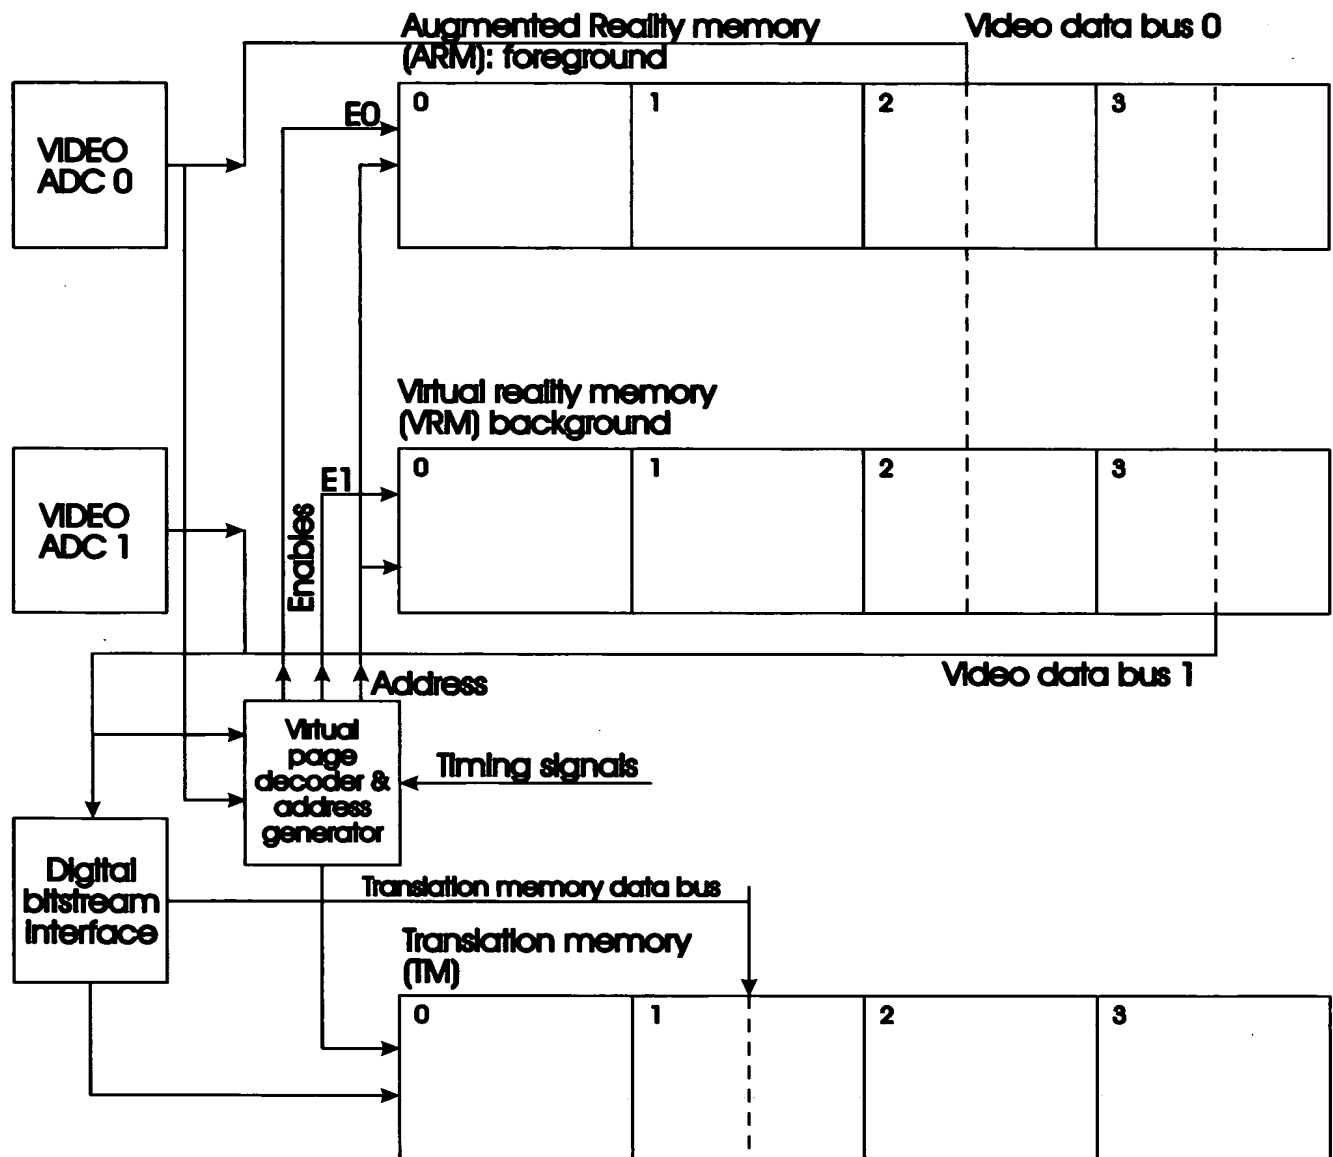 Augmented Reality memory
(ARM): foreground
Video data bus 0
VIDEO
ADC 0
E0
0
1
2
3
Virtual reality memory
(VRM) background
VIDEO
ADC 1
E1
Enables
0
1
2
3
Address
Video data bus 1
Virtual
page
decoder &
address
generator
Timing signals
Digital
bitstream
interface
Translation memory data bus
Translation memory
(TM)
0
1
2
3